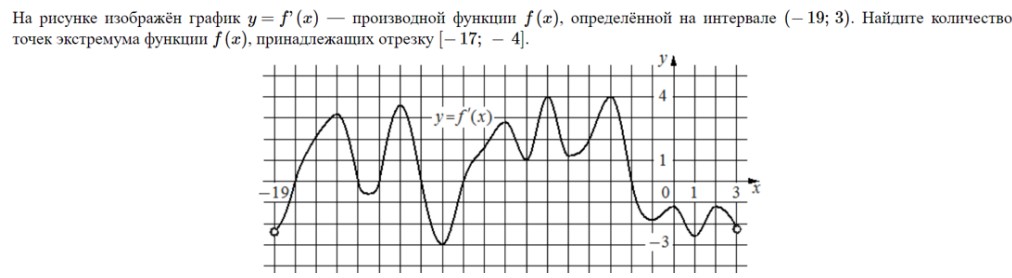 На рисунке изображён график y = f' (x) — производной функции f (x), определённой на интервале (− 19; 3). Найдите количество
точек экстремума функции f (x), принадлежащих отрезку [− 17; − 4].
y
4
y=f'(x)
1
−19 0 1 3 x
−3